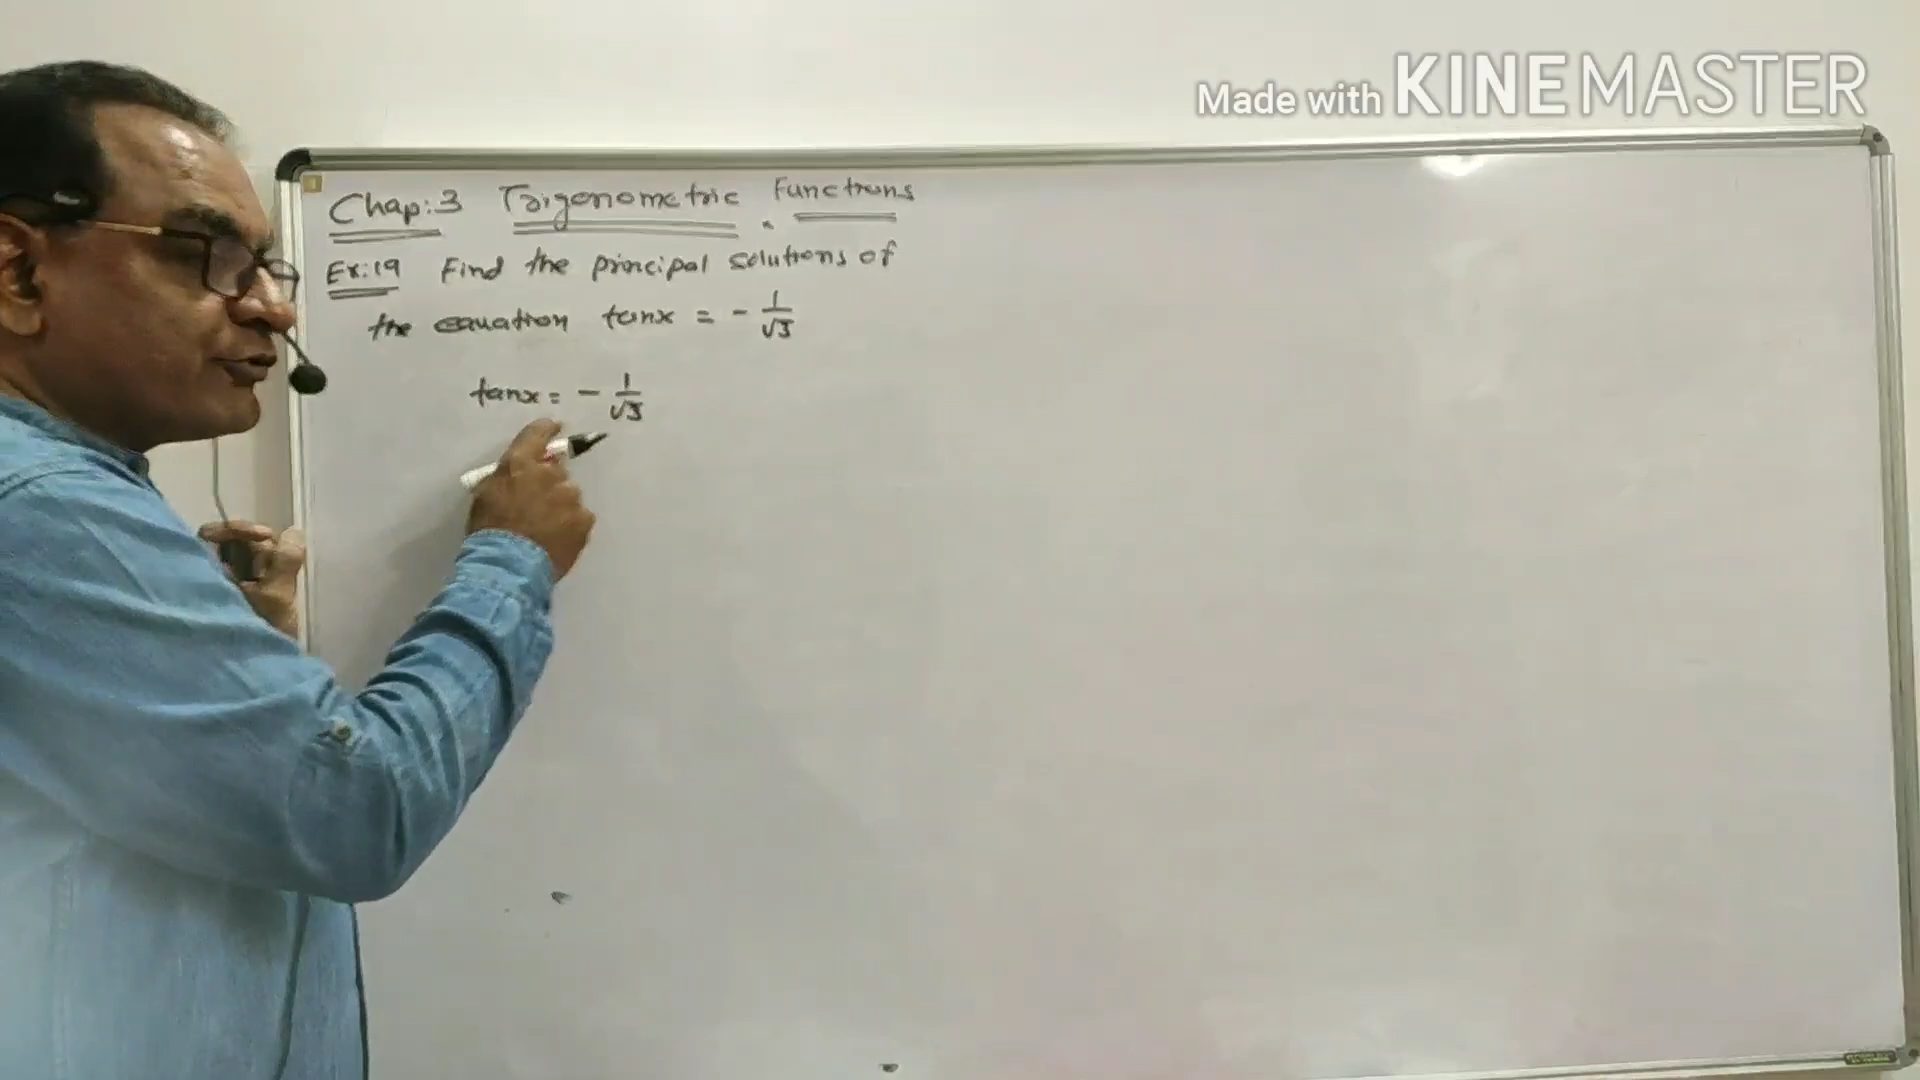 Made with KINEMASTER
Chap:3 Trigonometric Functions
Ex:19 Find the principal solutions of
the equation tanx = - 1/√3
tanx = - 1/√3